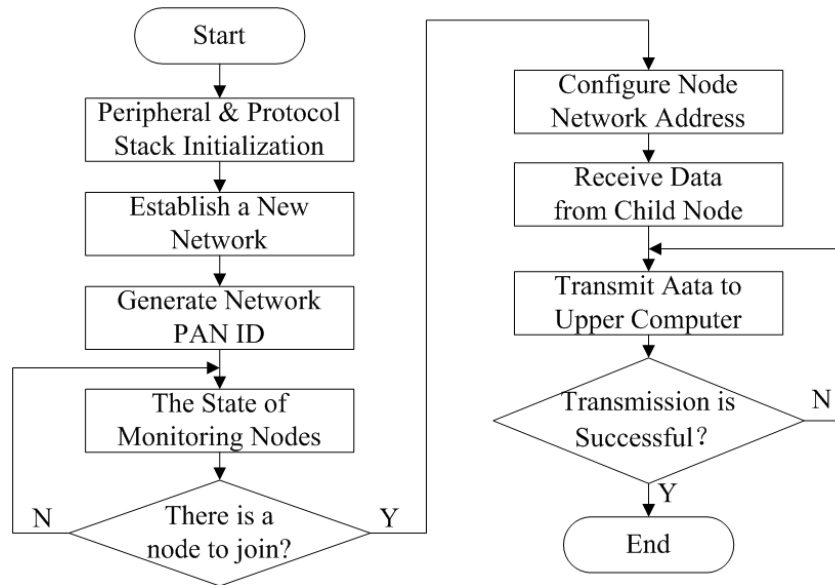 Start
Peripheral & Protocol
Stack Initialization
Establish a New
Network
Generate Network
PAN ID
The State of
Monitoring Nodes
There is a
node to join?
N
Y
Configure Node
Network Address
Receive Data
from Child Node
Transmit Aata to
Upper Computer
Transmission is
Successful?
N
Y
End